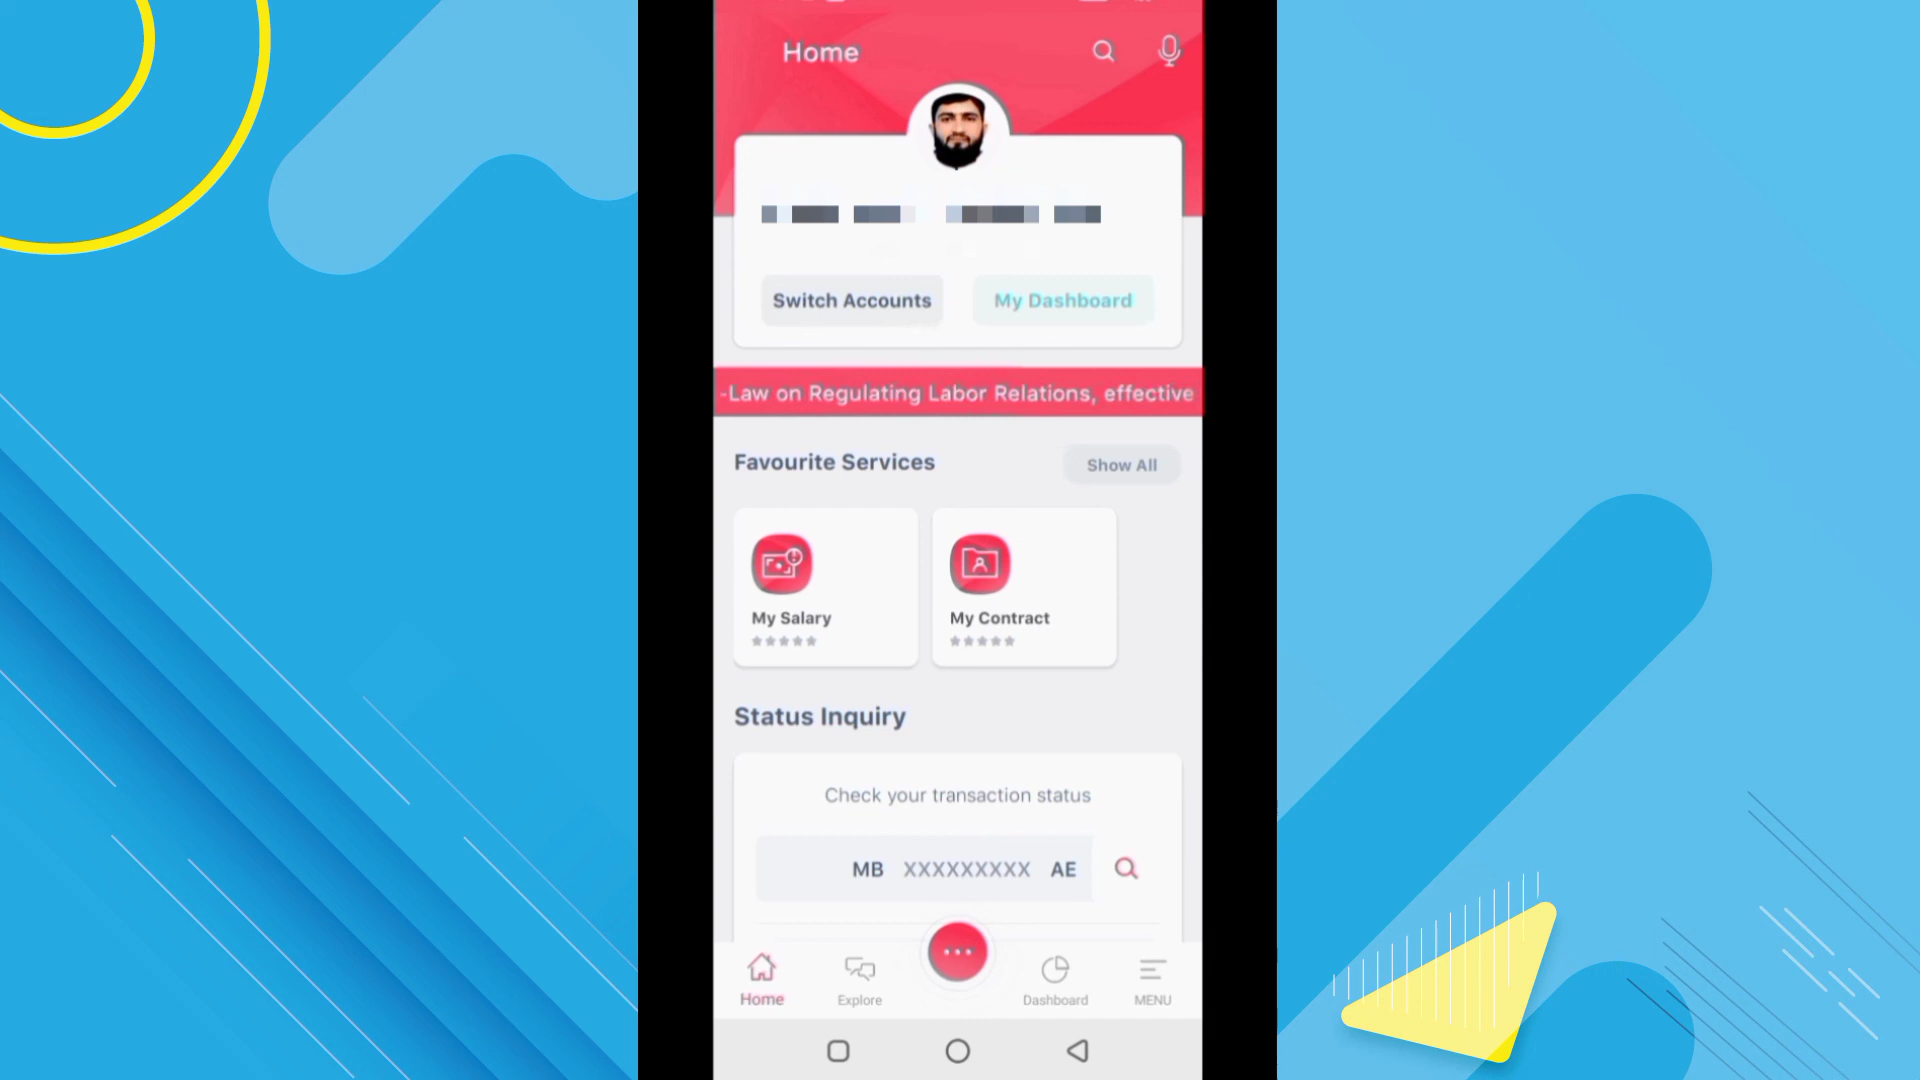 Home
Switch Accounts
My Dashboard
-Law on Regulating Labor Relations, effective
Favourite Services
Show All
My Salary
My Contract
Status Inquiry
Check your transaction status
MB XXXXXXXXX AE
Home
Explore
Dashboard
MENU